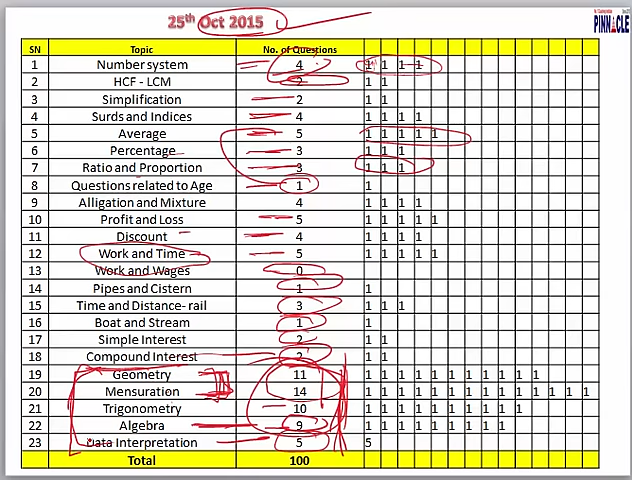 25th Oct 2015
PINNACLE
SN Topic No. of Questions
1 Number system 4 1 1 1 1
2 HCF - LCM 2 1 1
3 Simplification 2 1 1
4 Surds and Indices 4 1 1 1 1
5 Average 5 1 1 1 1 1
6 Percentage 3 1 1 1
7 Ratio and Proportion 3 1 1 1
8 Questions related to Age 1 1
9 Alligation and Mixture 4 1 1 1 1
10 Profit and Loss 5 1 1 1 1 1
11 Discount 4 1 1 1 1
12 Work and Time 5 1 1 1 1 1
13 Work and Wages 0
14 Pipes and Cistern 1 1
15 Time and Distance- rail 3 1 1 1
16 Boat and Stream 1 1
17 Simple Interest 2 1 1
18 Compound Interest 2 1 1
19 Geometry 11 1 1 1 1 1 1 1 1 1 1 1
20 Mensuration 14 1 1 1 1 1 1 1 1 1 1 1 1 1 1
21 Trigonometry 10 1 1 1 1 1 1 1 1 1 1
22 Algebra 9 1 1 1 1 1 1 1 1 1
23 Data Interpretation 5 5
Total 100